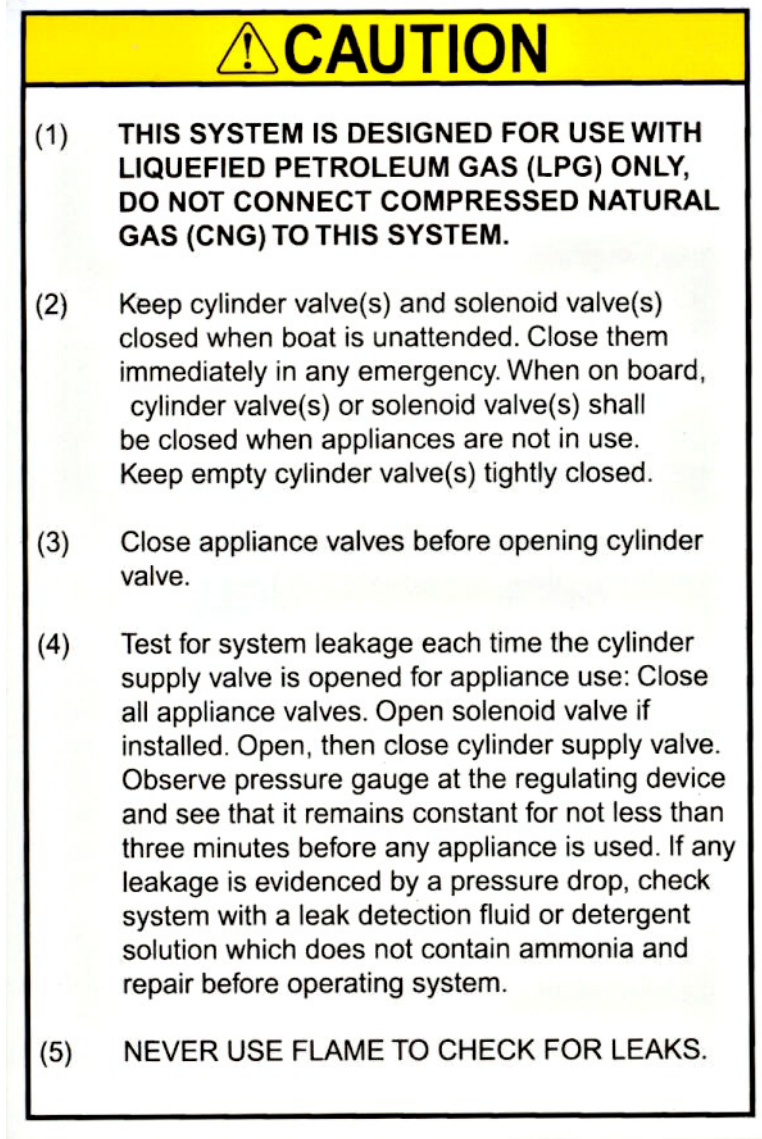 CAUTION
(1) THIS SYSTEM IS DESIGNED FOR USE WITH
LIQUEFIED PETROLEUM GAS (LPG) ONLY,
DO NOT CONNECT COMPRESSED NATURAL
GAS (CNG) TO THIS SYSTEM.
(2) Keep cylinder valve(s) and solenoid valve(s)
closed when boat is unattended. Close them
immediately in any emergency. When on board,
cylinder valve(s) or solenoid valve(s) shall
be closed when appliances are not in use.
Keep empty cylinder valve(s) tightly closed.
(3) Close appliance valves before opening cylinder
valve.
(4) Test for system leakage each time the cylinder
supply valve is opened for appliance use: Close
all appliance valves. Open solenoid valve if
installed. Open, then close cylinder supply valve.
Observe pressure gauge at the regulating device
and see that it remains constant for not less than
three minutes before any appliance is used. If any
leakage is evidenced by a pressure drop, check
system with a leak detection fluid or detergent
solution which does not contain ammonia and
repair before operating system.
(5) NEVER USE FLAME TO CHECK FOR LEAKS.